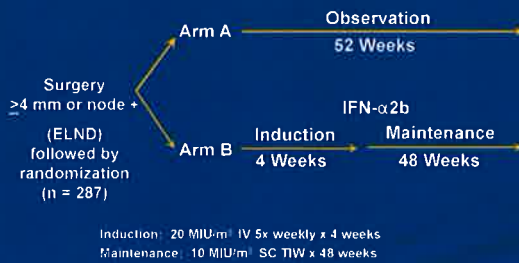 Arm A
Observation
52 Weeks
Surgery
≥4 mm or node +
(ELND)
followed by
randomization
(n = 287)
IFN-α2b
Arm B
Induction
4 Weeks
Maintenance
48 Weeks
Induction: 20 MIU/m² IV 5x weekly x 4 weeks
Maintenance: 10 MIU/m² SC TIW x 48 weeks